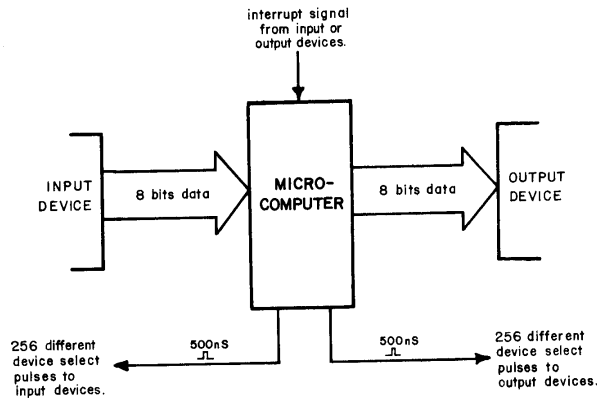 interrupt signal
from input or
output devices.
INPUT
DEVICE
8 bits data
MICRO-
COMPUTER
8 bits data
OUTPUT
DEVICE
256 different
device select
pulses to
input devices.
500nS
500nS
256 different
device select
pulses to
output devices.